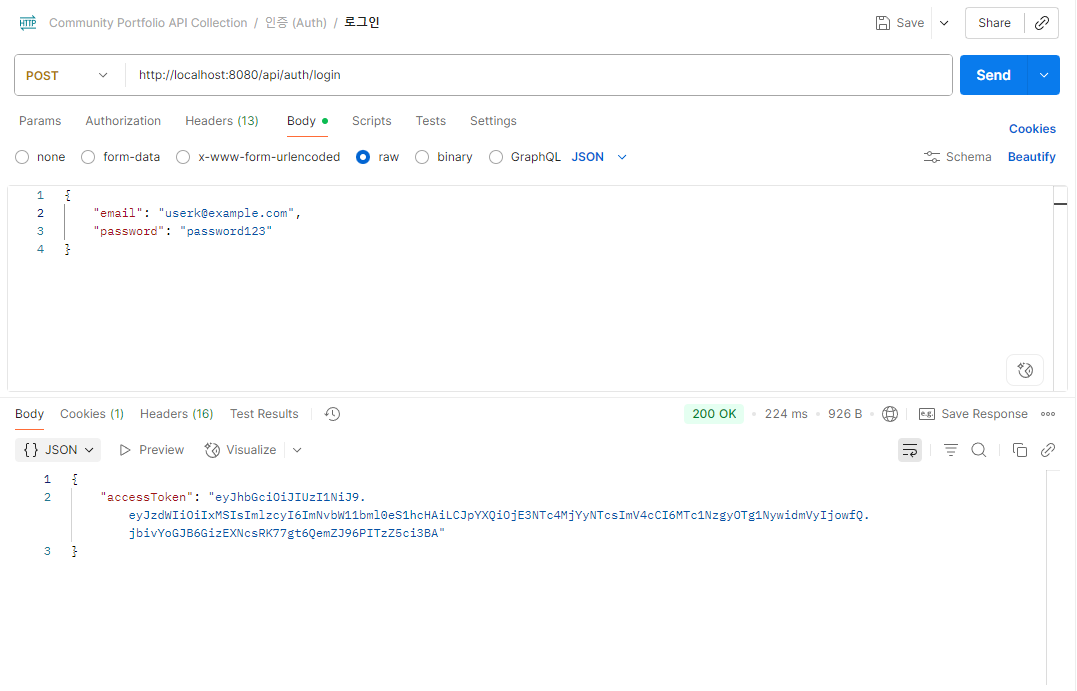 HTTP Community Portfolio API Collection / 인증 (Auth) / 로그인 Save Share
POST http://localhost:8080/api/auth/login Send
Params Authorization Headers (13) Body Scripts Tests Settings Cookies
none form-data x-www-form-urlencoded raw binary GraphQL JSON Schema Beautify
1 {
2 "email": "userk@example.com",
3 "password": "password123"
4 }
Body Cookies (1) Headers (16) Test Results 200 OK • 224 ms • 926 B e.g. Save Response
{} JSON Preview Visualize
1 {
2 "accessToken": "eyJhbGciOiJIUzI1NiJ9.
eyJzdWIiOiIxMSIsImlzcyI6ImNvbW11bml0eS1hcHAiLCJpYXQiOjE3NTc4MjYyNTcsImV4cCI6MTc1NzgyOTg1NywidmVyIjowfQ.
jbivYoGJB6GizEXNcsRK77gt6QemZJ96PITzZ5ci3BA"
3 }